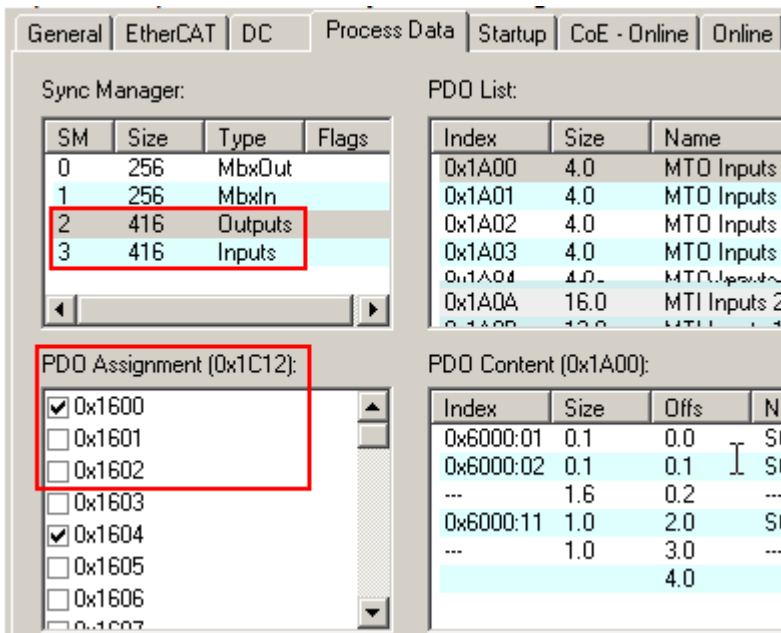 General EtherCAT DC Process Data Startup CoE - Online Online
Sync Manager:
SM Size Type Flags
0 256 MbxOut
1 256 MbxIn
2 416 Outputs
3 416 Inputs
PDO List:
Index Size Name
0x1A00 4.0 MTO Inputs
0x1A01 4.0 MTO Inputs
0x1A02 4.0 MTO Inputs
0x1A03 4.0 MTO Inputs
0x1A0A 16.0 MTI Inputs 2
PDO Assignment (0x1C12):
0x1600
0x1601
0x1602
0x1603
0x1604
0x1605
0x1606
PDO Content (0x1A00):
Index Size Offs N
0x6000:01 0.1 0.0
0x6000:02 0.1 0.1
--- 1.6 0.2 ---
0x6000:11 1.0 2.0
--- 1.0 3.0 ---
4.0